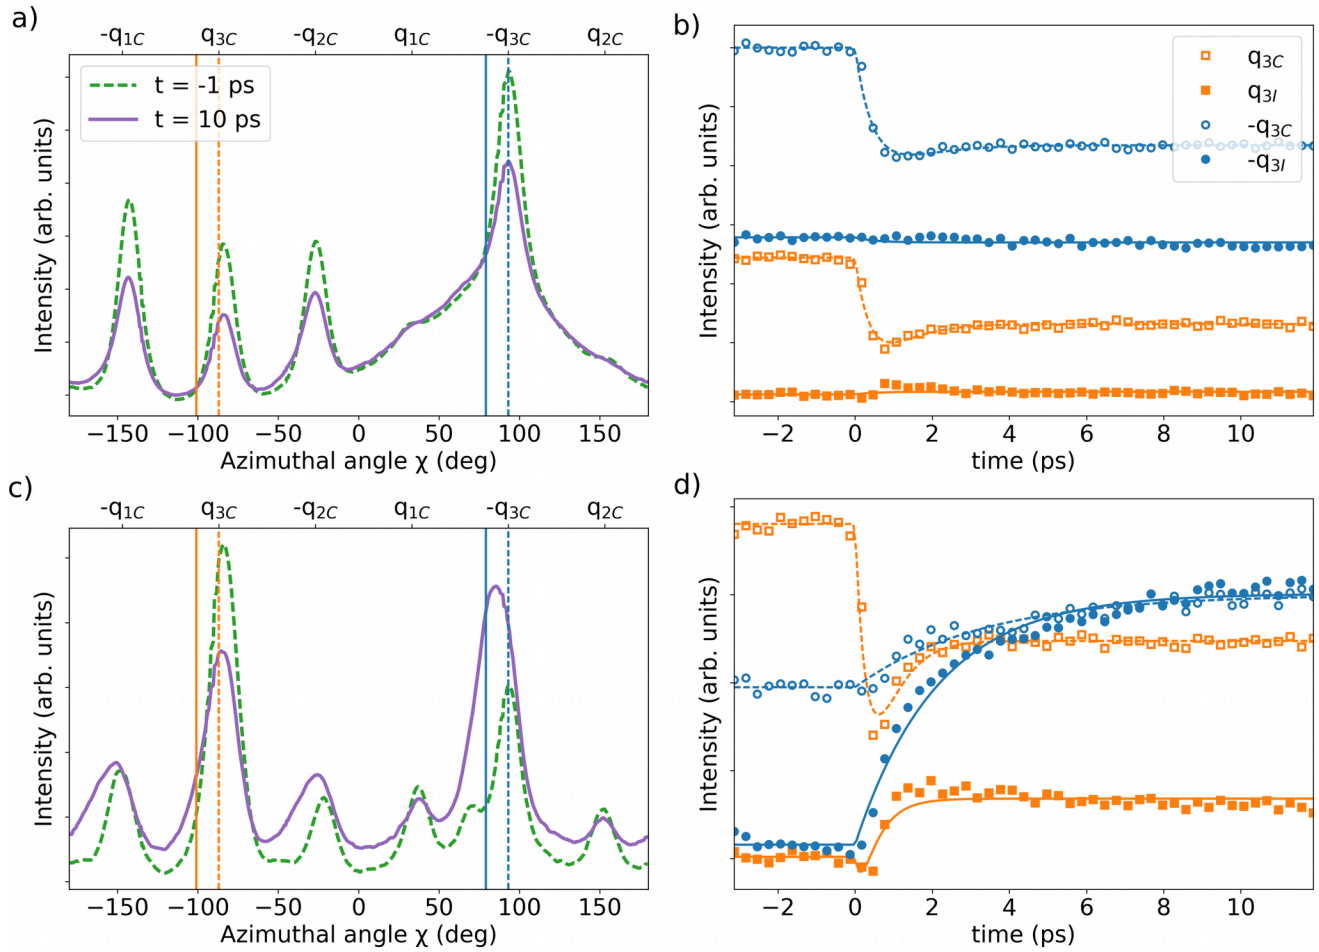 a)
-q1C q3C -q2C q1C -q3C q2C
t = -1 ps
t = 10 ps
Intensity (arb. units)
−150 −100 −50 0 50 100 150
Azimuthal angle χ (deg)
b)
q3C
q3I
-q3C
-q3I
Intensity (arb. units)
−2 0 2 4 6 8 10
time (ps)
c)
-q1C q3C -q2C q1C -q3C q2C
Intensity (arb. units)
−150 −100 −50 0 50 100 150
Azimuthal angle χ (deg)
d)
Intensity (arb. units)
−2 0 2 4 6 8 10
time (ps)